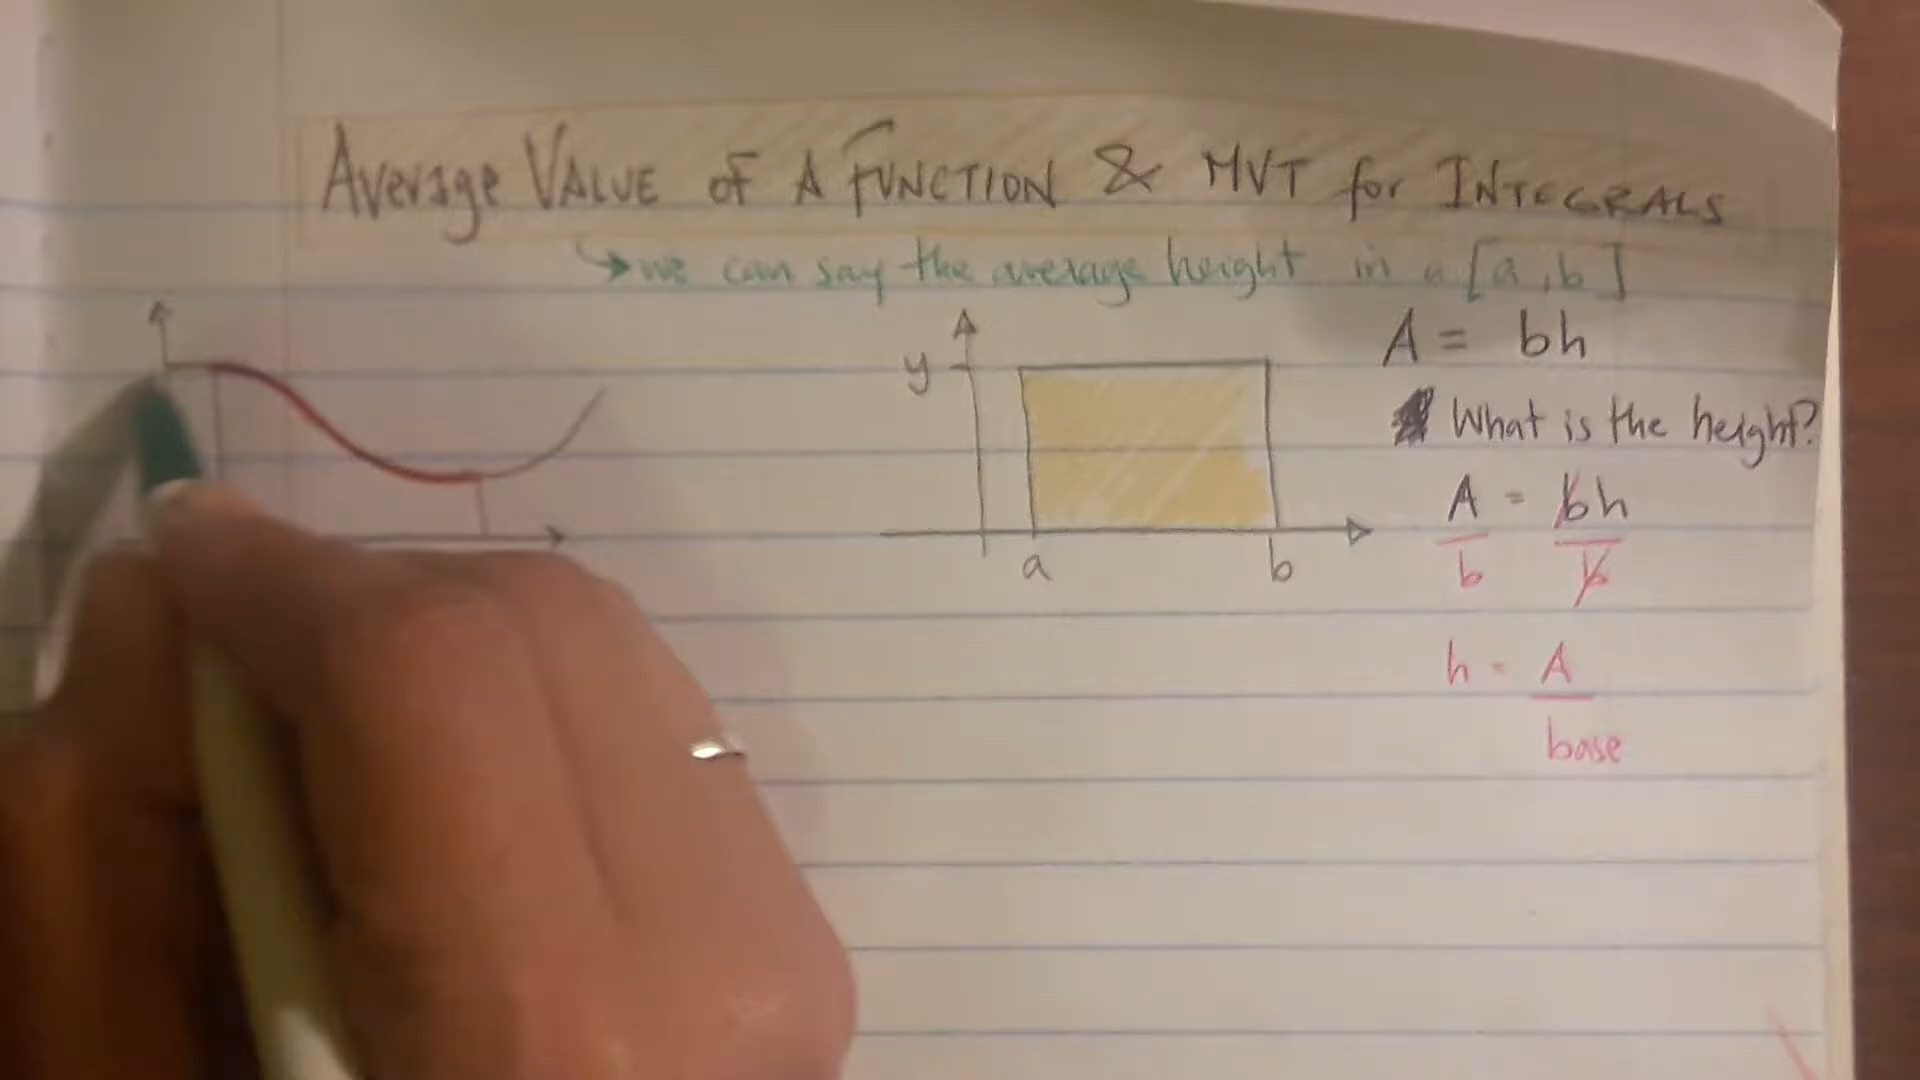 Average VALUE of A FUNCTION & MVT for INTEGRALS
↳ we can say the average height in a [a, b]
y
a
b
A = bh
What is the height?
A = bh
b b
h = A
base